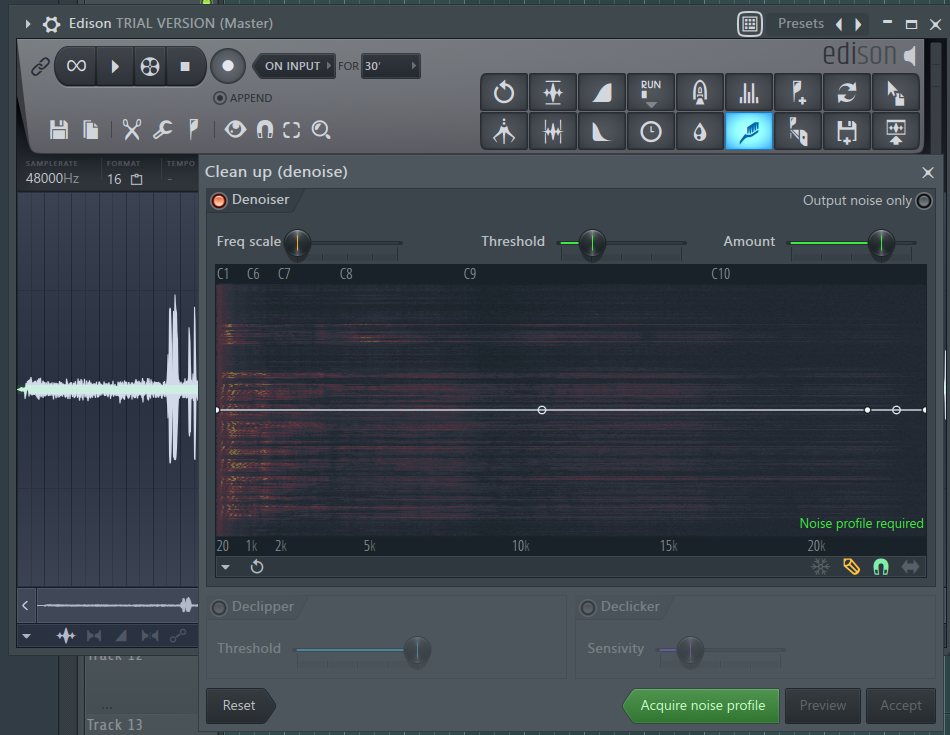 Edison TRIAL VERSION (Master)
Presets
ON INPUT FOR 30'
edison
RUN
APPEND
SAMPLERATE FORMAT TEMPO
48000Hz 16 -
Clean up (denoise)
Denoiser
Output noise only
Freq scale
Threshold
Amount
C1 C6 C7 C8 C9 C10
Noise profile required
20 1k 2k 5k 10k 15k 20k
Declipper
Declicker
Threshold
Sensivity
Track 12
...
Track 13
Reset
Acquire noise profile
Preview
Accept